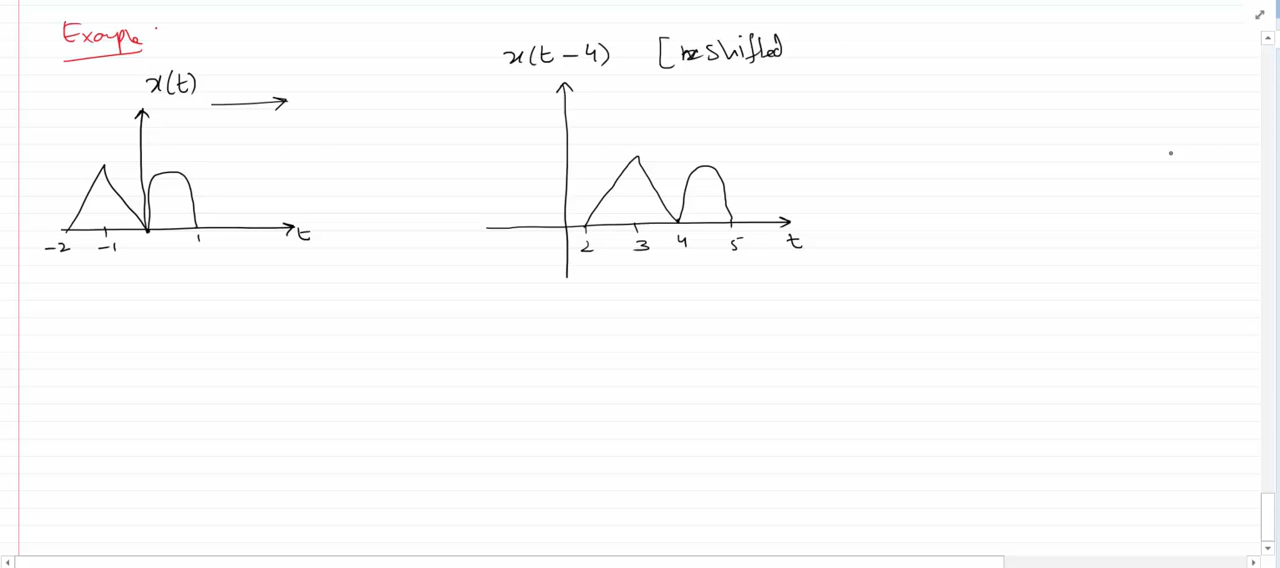 Example
x(t)
-2 -1 1 t
x(t-4) [ shifted
2 3 4 5 t